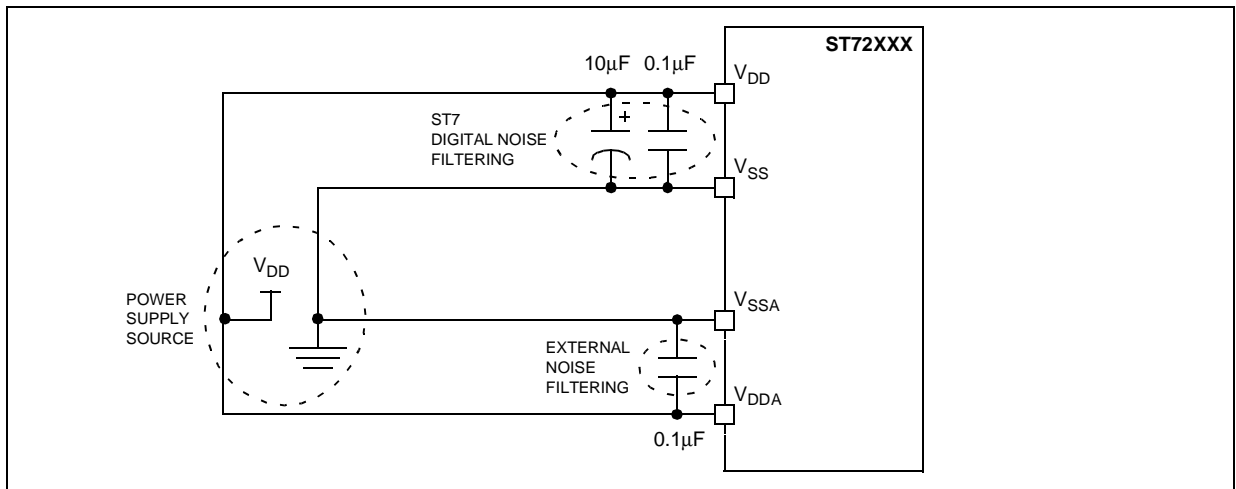 ST72XXX
10μF 0.1μF
VDD
ST7
DIGITAL NOISE
FILTERING
+
VSS
VDD
POWER
SUPPLY
SOURCE
VSSA
EXTERNAL
NOISE
FILTERING
VDDA
0.1μF